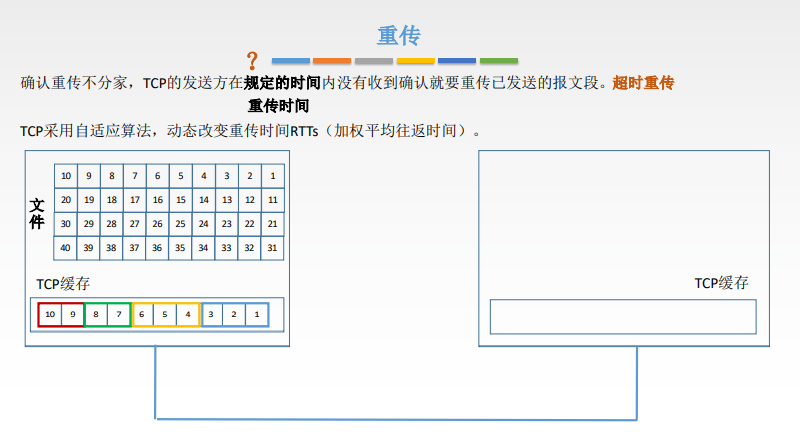 重传
?
确认重传不分家，TCP的发送方在规定的时间内没有收到确认就要重传已发送的报文段。超时重传
重传时间
TCP采用自适应算法，动态改变重传时间RTTs（加权平均往返时间）。
文件
10 9 8 7 6 5 4 3 2 1
20 19 18 17 16 15 14 13 12 11
30 29 28 27 26 25 24 23 22 21
40 39 38 37 36 35 34 33 32 31
TCP缓存
10 9 8 7 6 5 4 3 2 1
TCP缓存